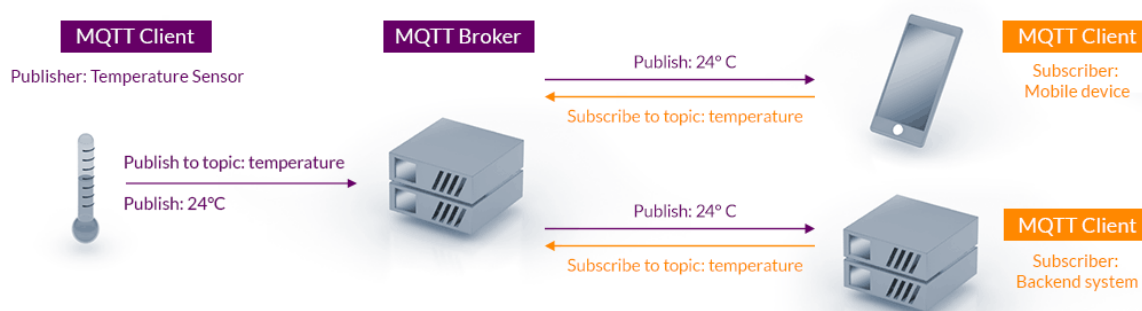 MQTT Client
Publisher: Temperature Sensor
Publish to topic: temperature
Publish: 24°C
MQTT Broker
Publish: 24° C
Subscribe to topic: temperature
MQTT Client
Subscriber:
Mobile device
Publish: 24° C
Subscribe to topic: temperature
MQTT Client
Subscriber:
Backend system